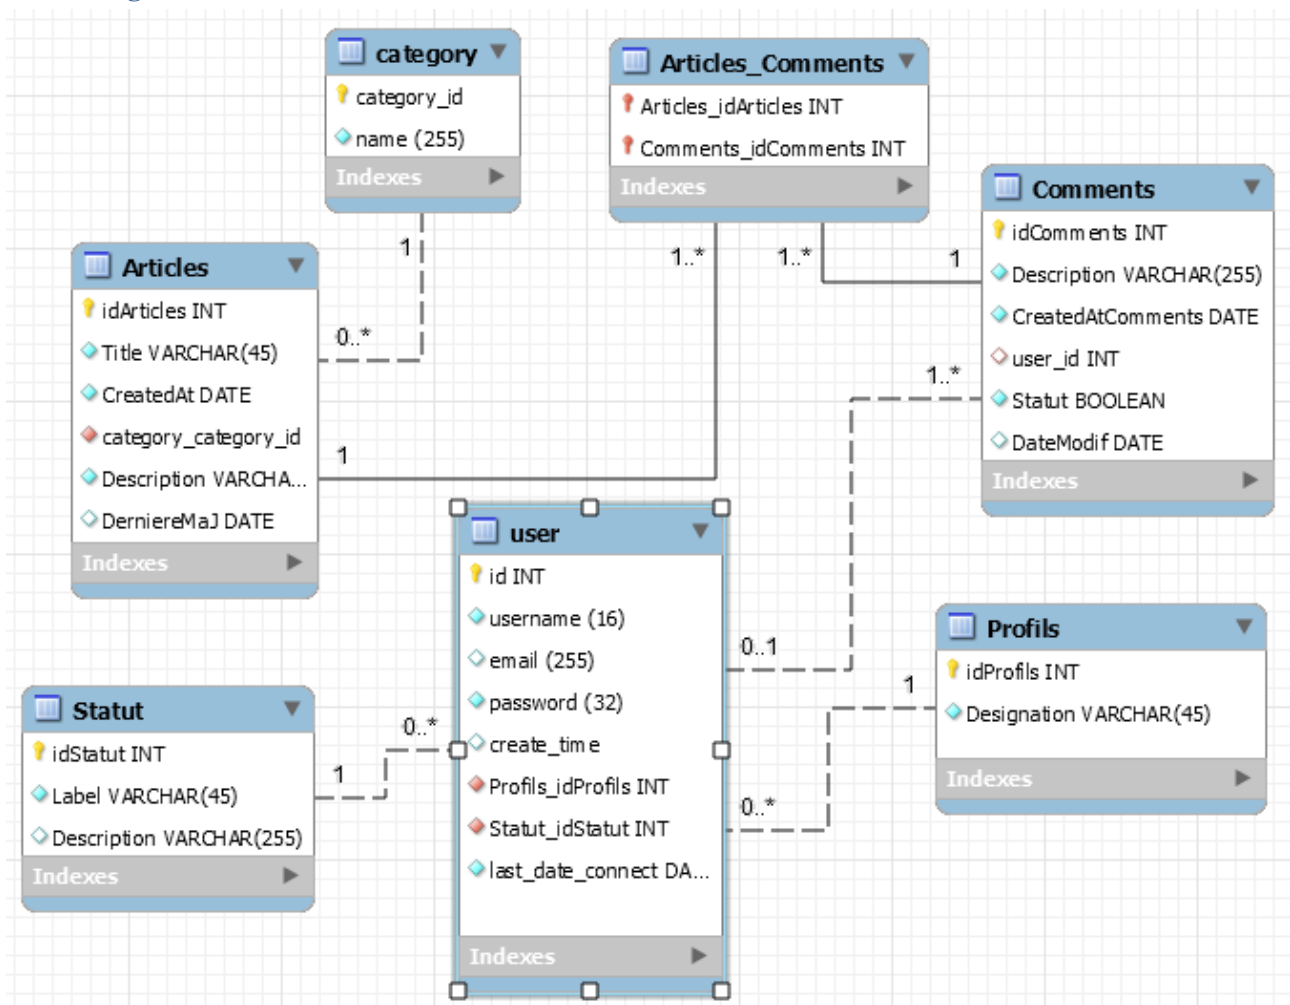 category
category_id
name (255)
Indexes
1
Articles_Comments
Articles_idArticles INT
Comments_idComments INT
Indexes
1..*
1..*
1
Comments
idComments INT
Description VARCHAR(255)
CreatedAtComments DATE
user_id INT
Statut BOOLEAN
DateModif DATE
Indexes
1..*
Articles
idArticles INT
Title VARCHAR(45)
CreatedAt DATE
category_category_id
Description VARCHA...
DerniereMaJ DATE
Indexes
0..*
1
user
id INT
username (16)
email (255)
password (32)
create_time
Profils_idProfils INT
Statut_idStatut INT
last_date_connect DA...
Indexes
0..1
0..*
1
Profils
idProfils INT
Designation VARCHAR(45)
Indexes
Statut
idStatut INT
Label VARCHAR(45)
Description VARCHAR(255)
Indexes
1
0..*